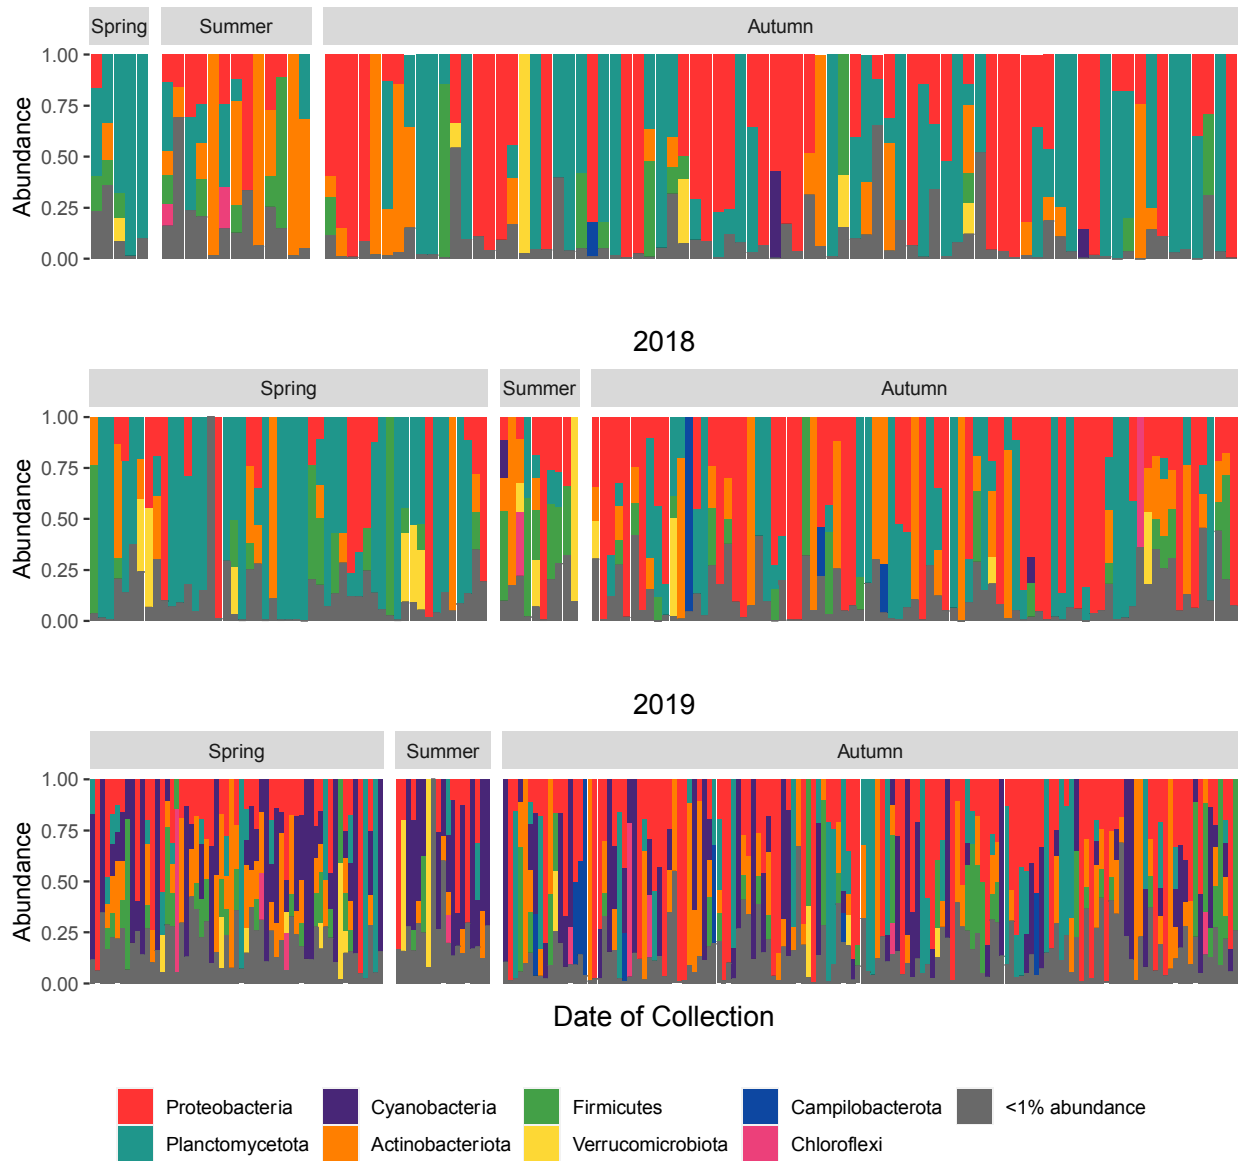 Spring Summer Autumn
1.00
0.75
0.50
0.25
0.00
Abundance
2018
Spring Summer Autumn
1.00
0.75
0.50
0.25
0.00
Abundance
2019
Spring Summer Autumn
1.00
0.75
0.50
0.25
0.00
Abundance
Date of Collection
Proteobacteria Cyanobacteria Firmicutes Campilobacterota <1% abundance
Planctomycetota Actinobacteriota Verrucomicrobiota Chloroflexi